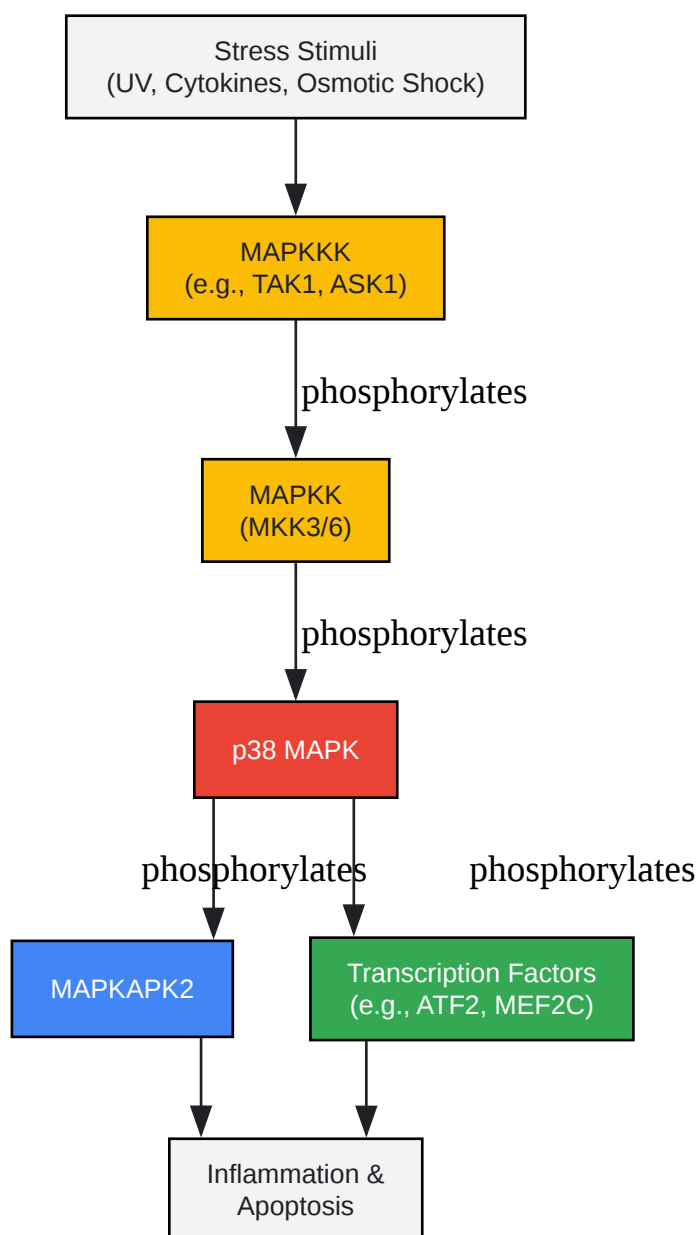 Stress Stimuli
(UV, Cytokines, Osmotic Shock)
MAPKKK
(e.g., TAK1, ASK1)
phosphorylates
MAPKK
(MKK3/6)
phosphorylates
p38 MAPK
phosphorylates
phosphorylates
MAPKAPK2
Transcription Factors
(e.g., ATF2, MEF2C)
Inflammation &
Apoptosis